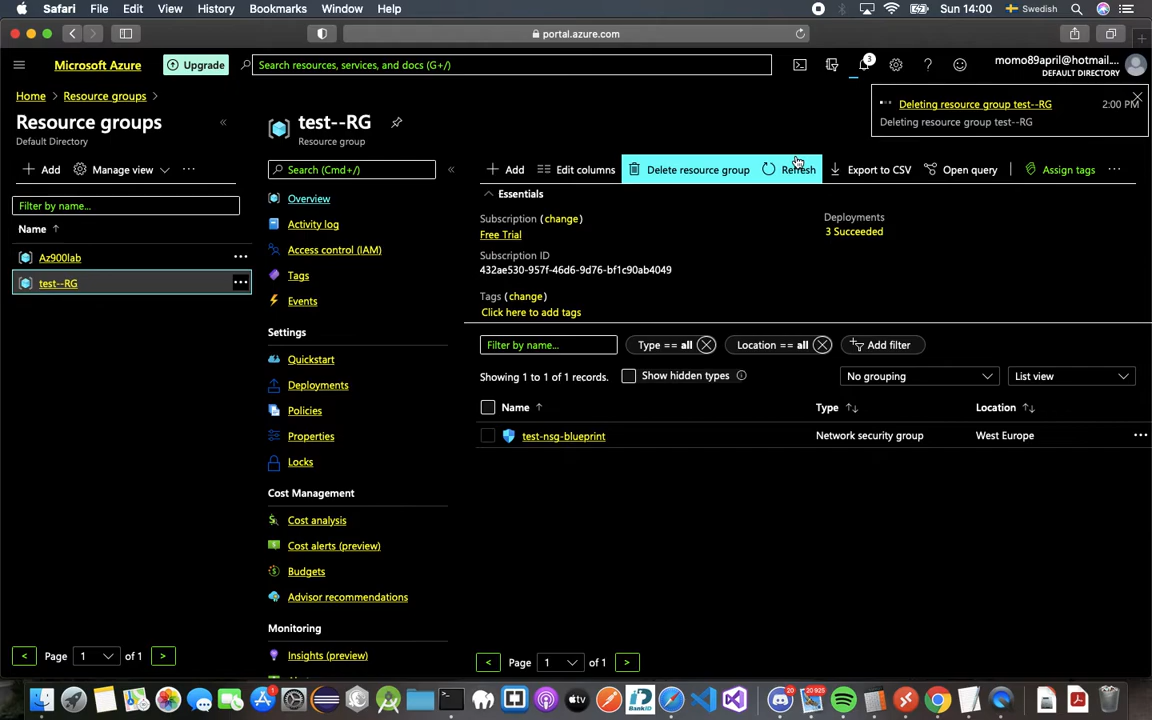 Safari File Edit View History Bookmarks Window Help Sun 14:00 Swedish
portal.azure.com
Microsoft Azure Upgrade Search resources, services, and docs (G+/) 3 momo89april@hotmail....
DEFAULT DIRECTORY
Home > Resource groups >
Resource groups «
Default Directory
+ Add Manage view ...
Filter by name...
Name ↑
Az900lab ...
test--RG ...
< Page 1 of 1 >
test--RG
Resource group
Search (Cmd+/) «
Overview
Activity log
Access control (IAM)
Tags
Events
Settings
Quickstart
Deployments
Policies
Properties
Locks
Cost Management
Cost analysis
Cost alerts (preview)
Budgets
Advisor recommendations
Monitoring
Insights (preview)
Deleting resource group test--RG 2:00 PM
Deleting resource group test--RG
+ Add Edit columns Delete resource group Refresh Export to CSV Open query Assign tags ...
Essentials
Subscription (change)
Free Trial
Subscription ID
432ae530-957f-46d6-9d76-bf1c90ab4049
Tags (change)
Click here to add tags
Deployments
3 Succeeded
Filter by name... Type == all Location == all Add filter
Showing 1 to 1 of 1 records. Show hidden types No grouping List view
Name ↑ Type ↑↓ Location ↑↓
test-nsg-blueprint Network security group West Europe ...
< Page 1 of 1 >
1 BankID 20 20 925